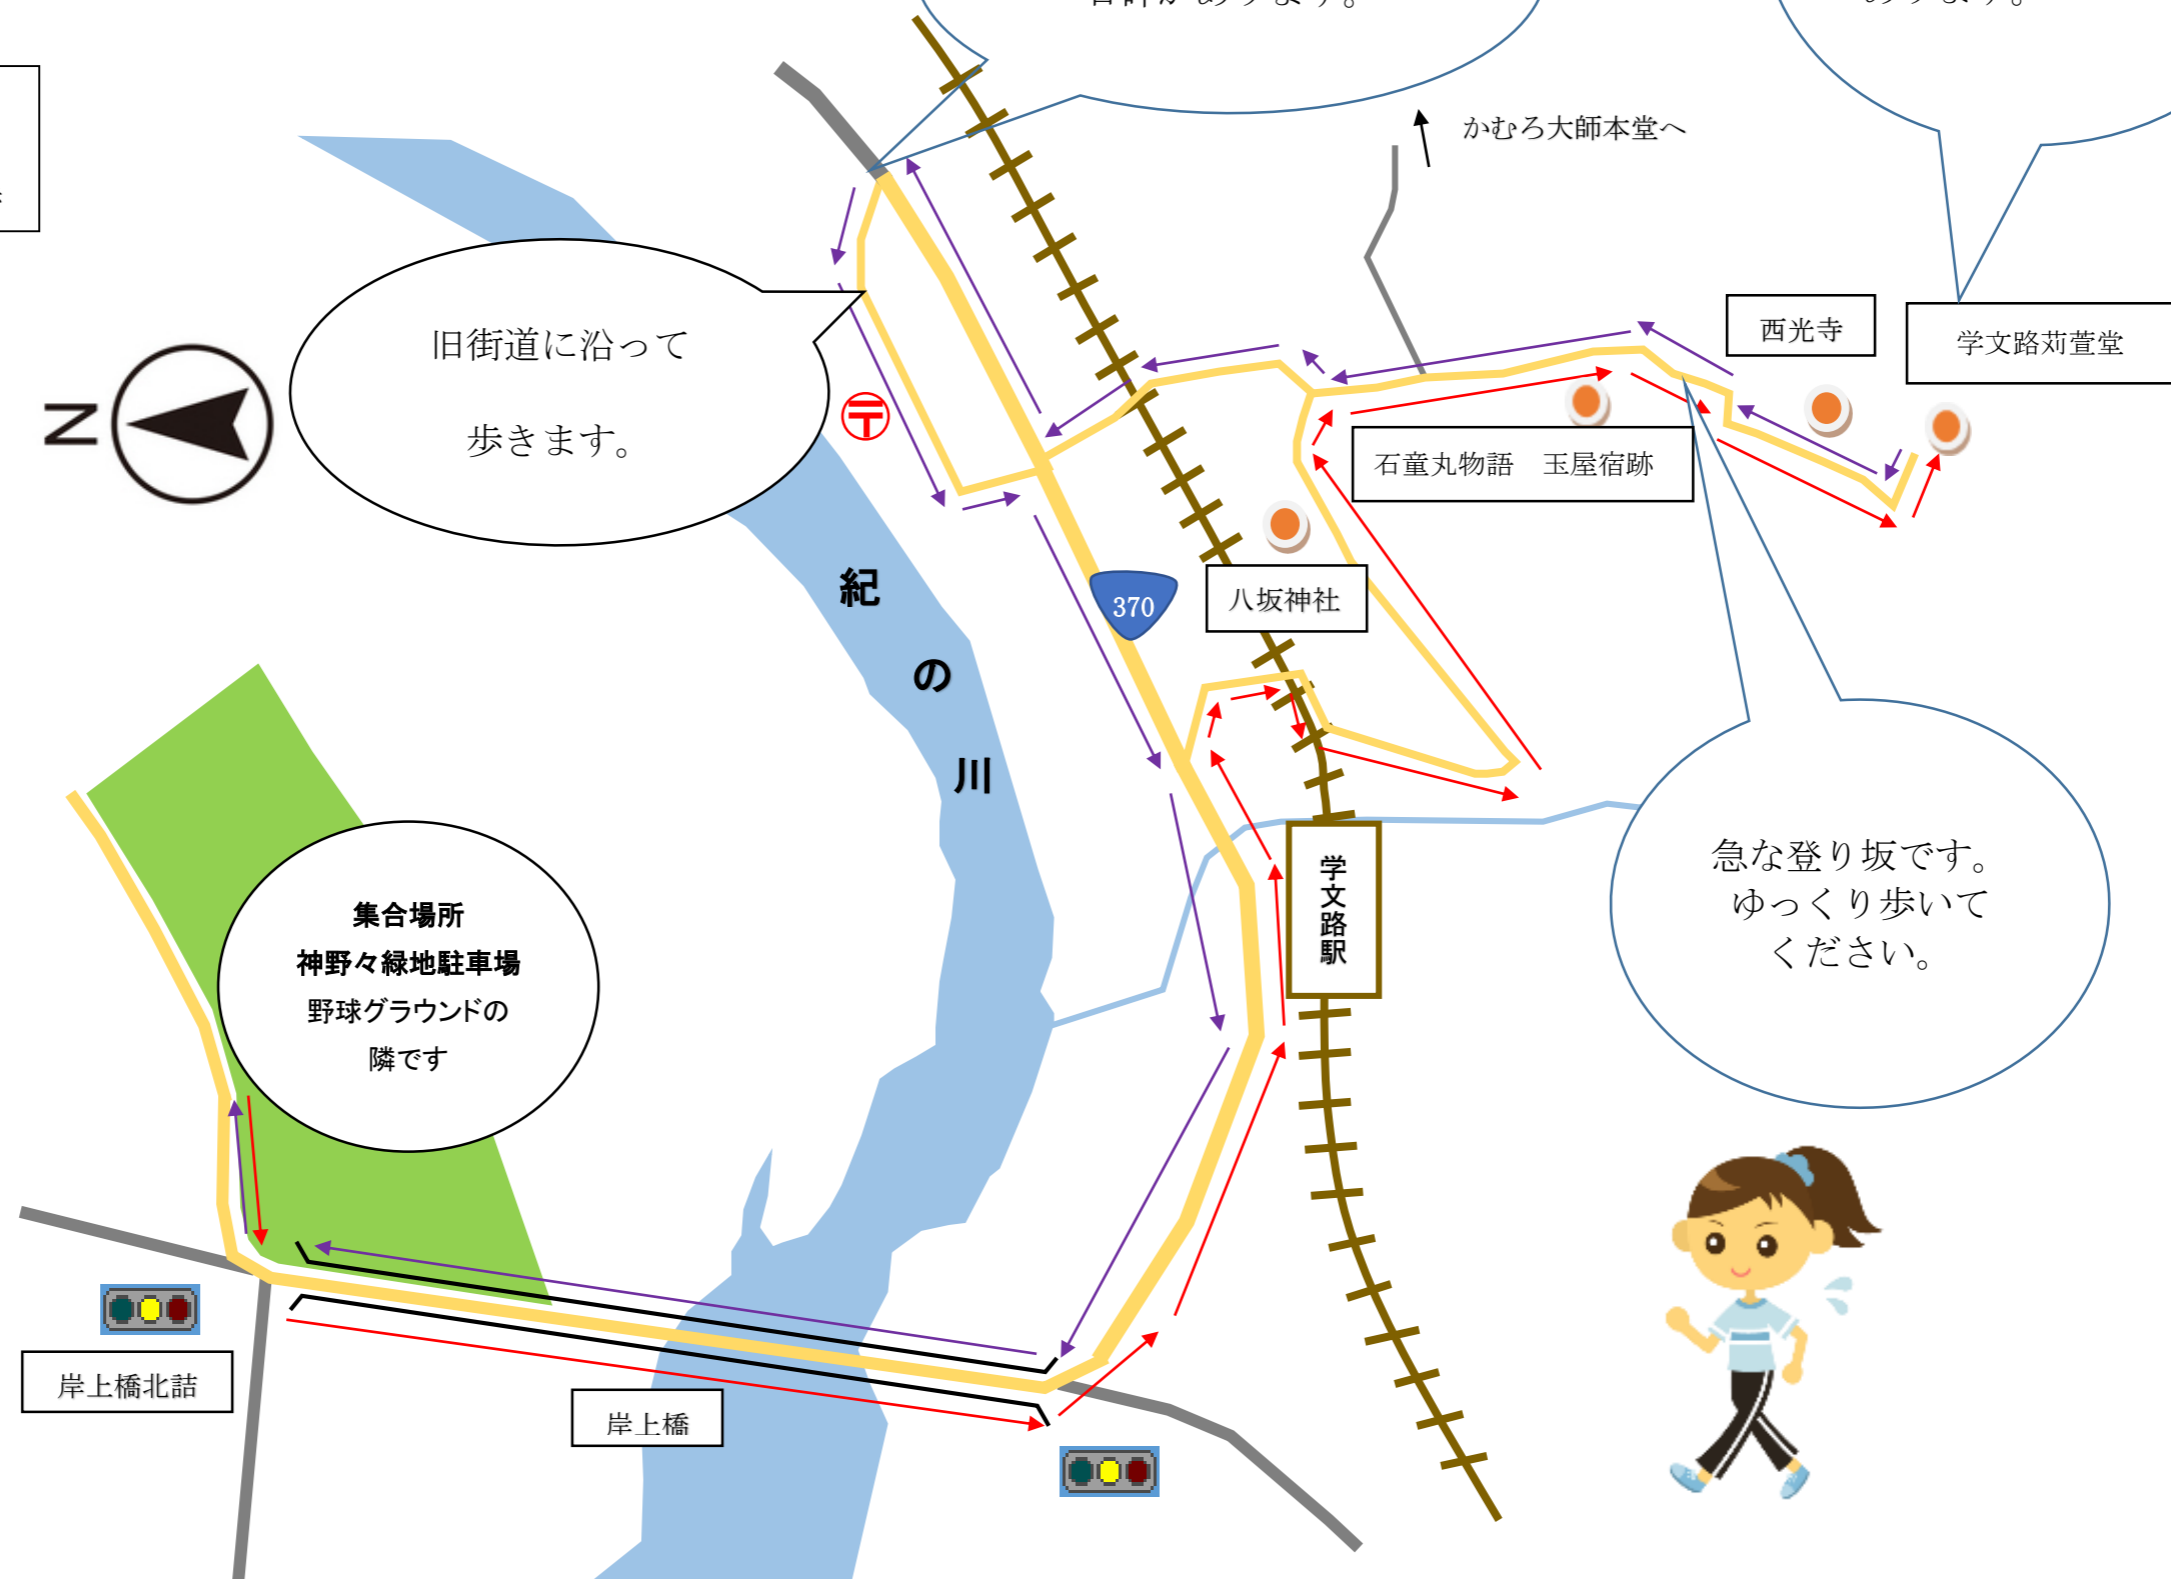 あります。
かむろ大師本堂へ
西光寺
学文路苅萱堂
旧街道に沿って
歩きます。
N
〒
石童丸物語　玉屋宿跡
紀の川
370
八坂神社
学文路駅
急な登り坂です。
ゆっくり歩いて
ください。
集合場所
神野々緑地駐車場
野球グラウンドの
隣です
岸上橋北詰
岸上橋